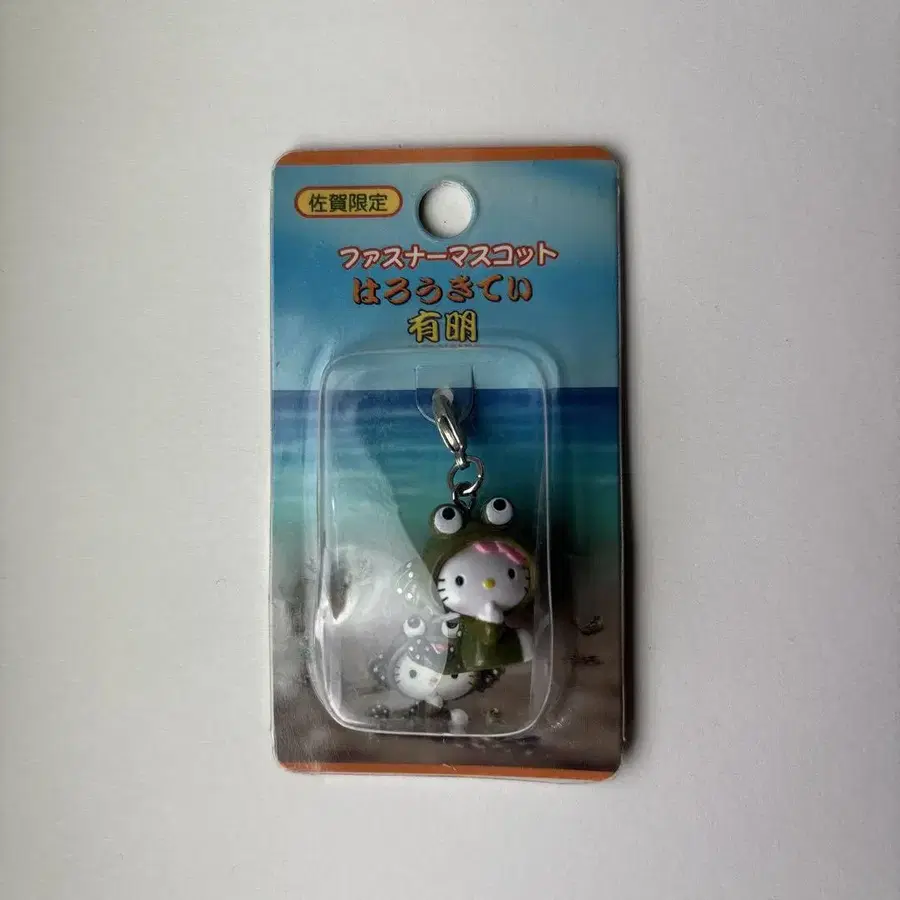 佐賀限定
ファスナーマスコット
はろうきてぃ
有明